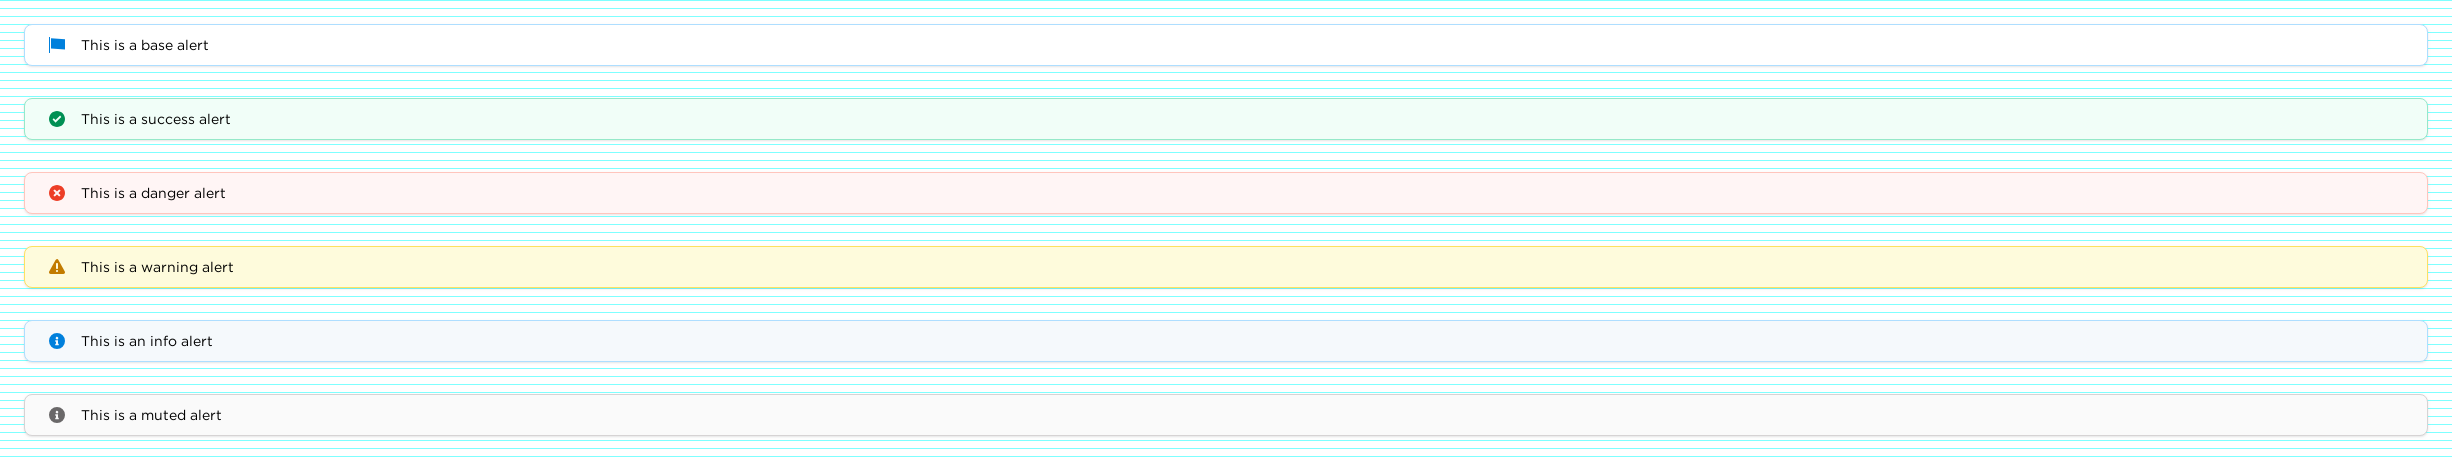 This is a base alert
This is a success alert
This is a danger alert
This is a warning alert
This is an info alert
This is a muted alert